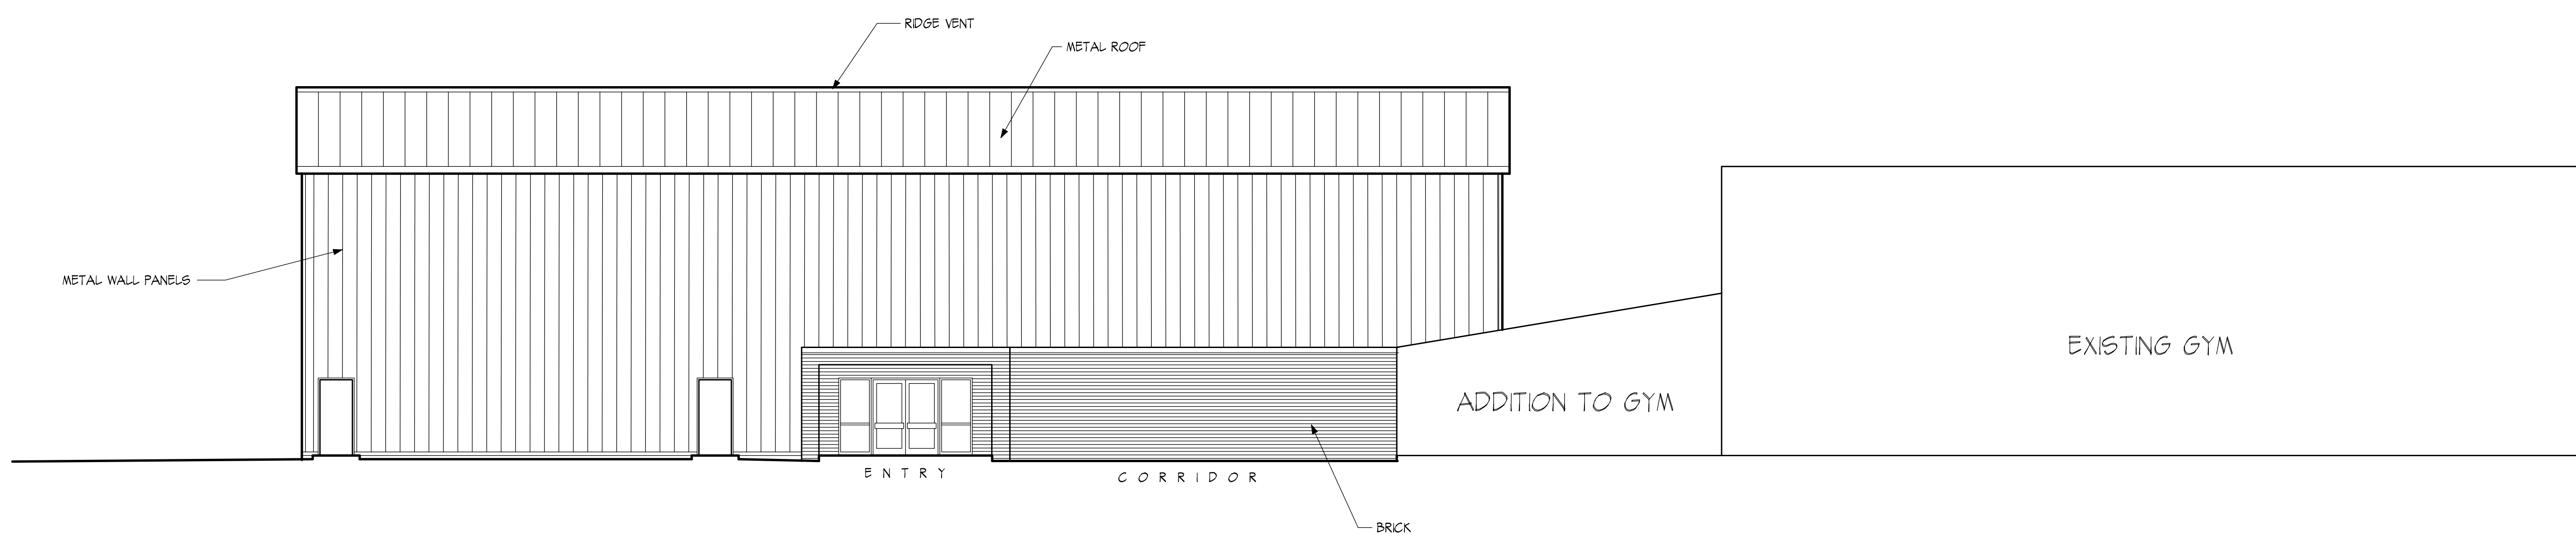 RIDGE VENT
METAL ROOF
METAL WALL PANELS
EXISTING GYM
ADDITION TO GYM
ENTRY
CORRIDOR
BRICK